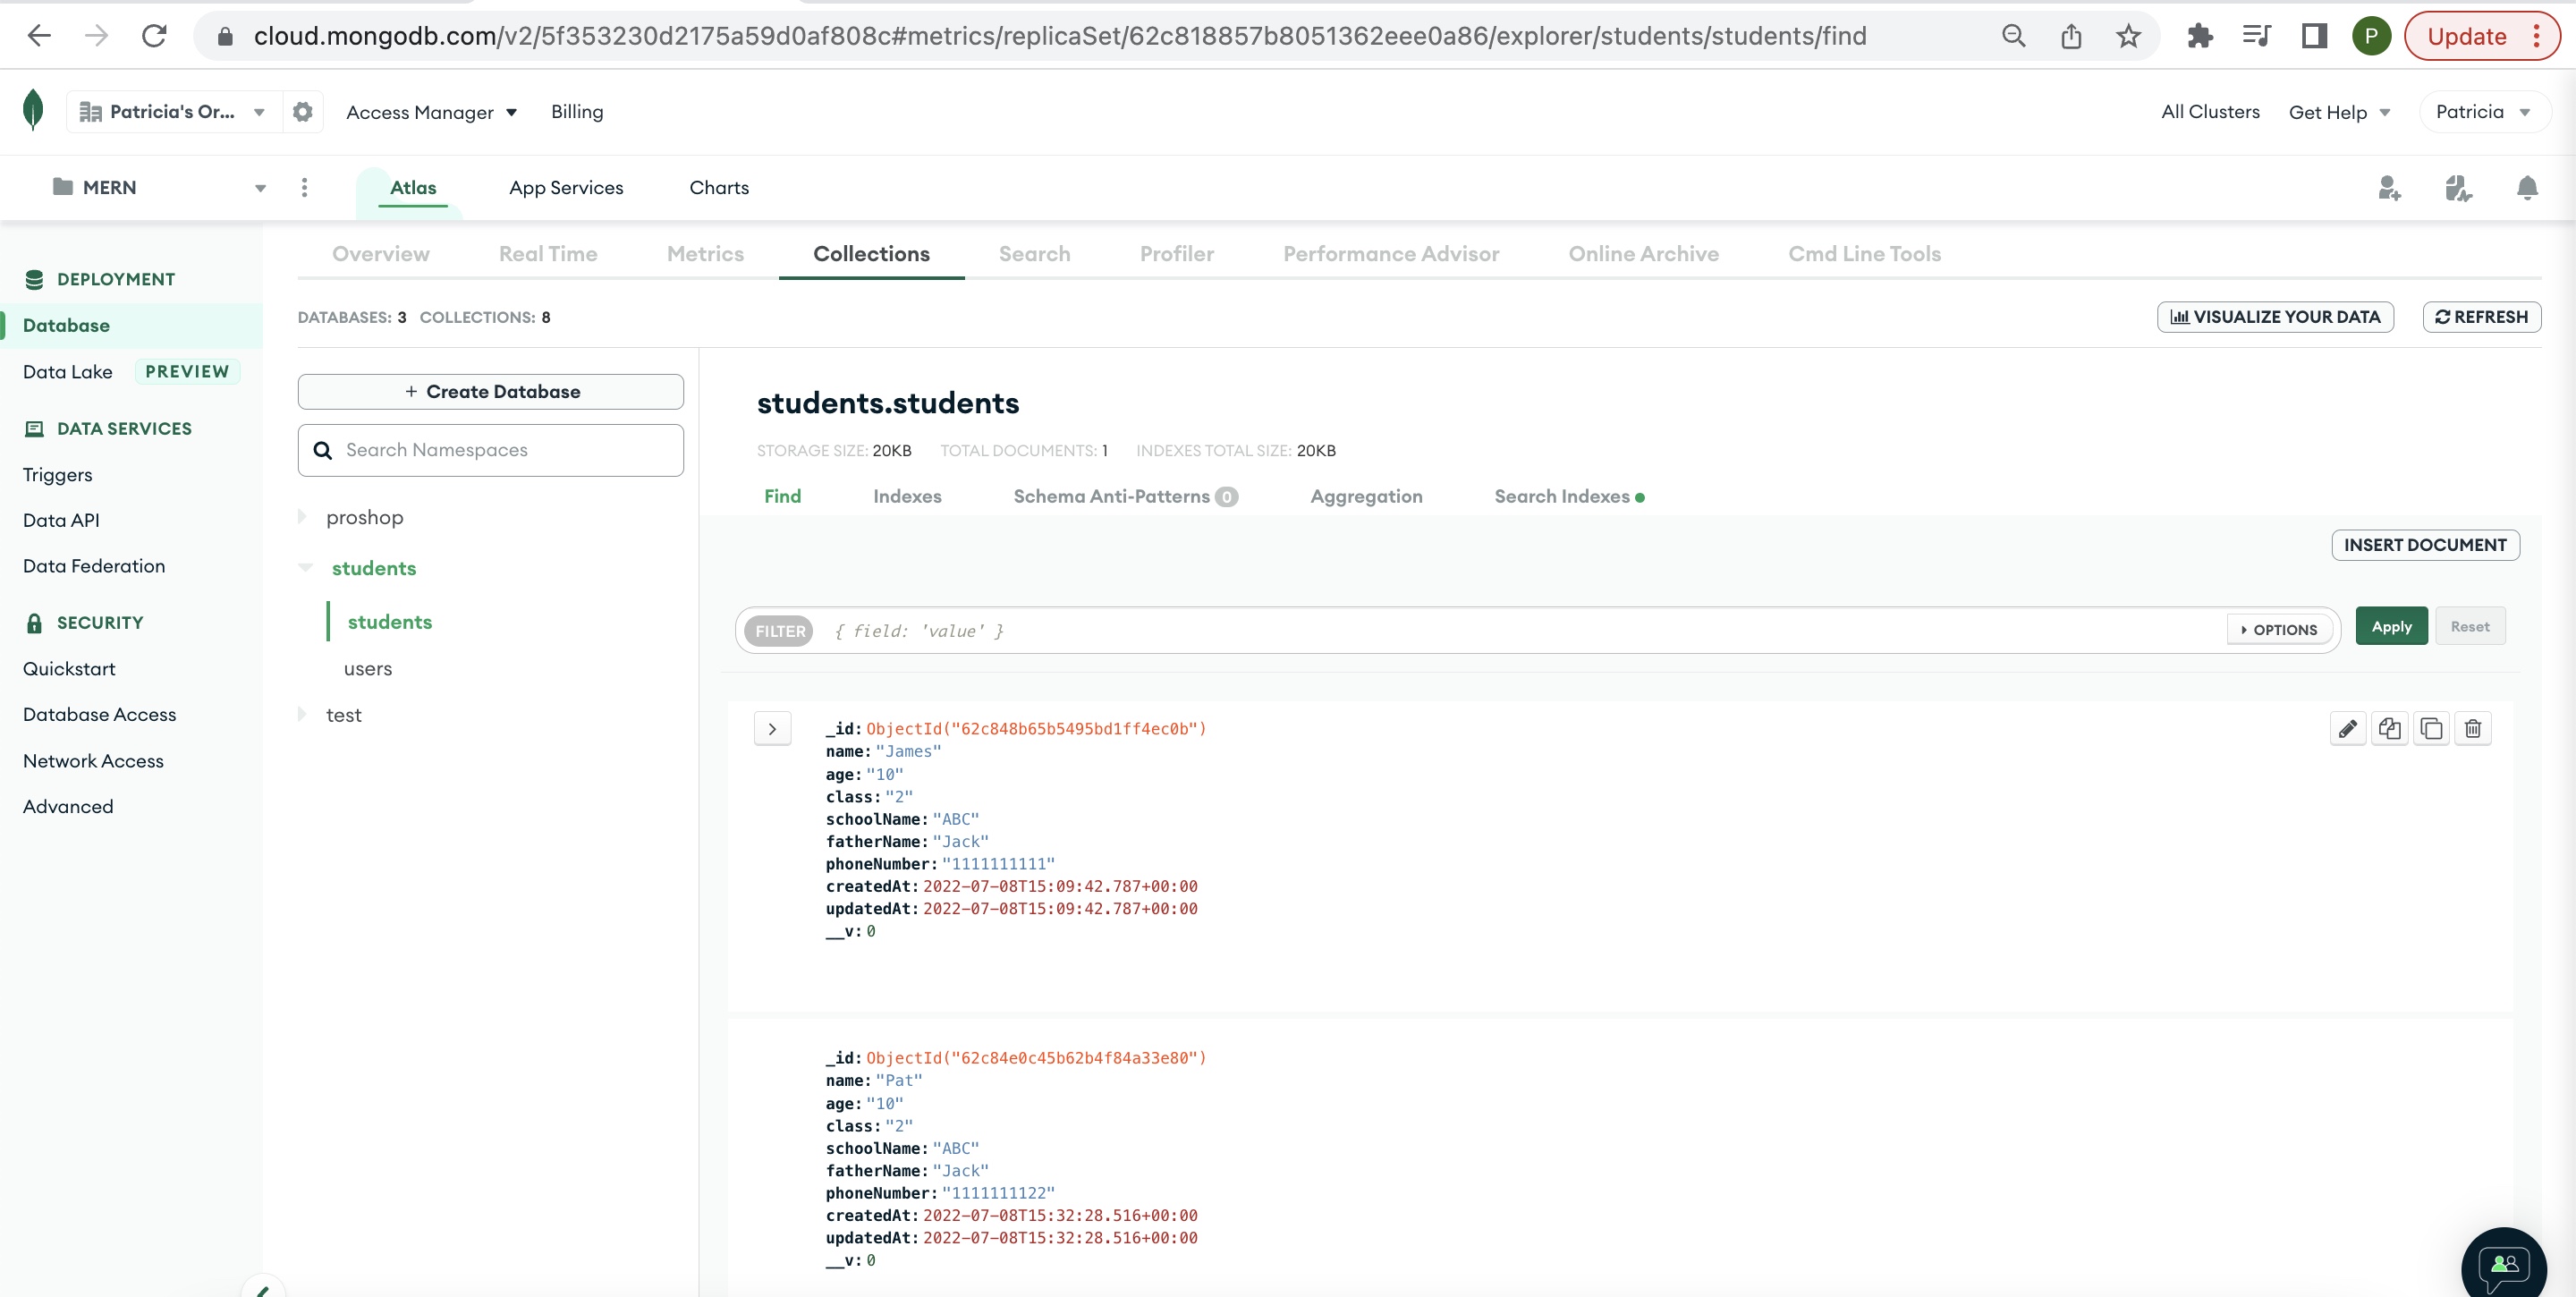 cloud.mongodb.com/v2/5f353230d2175a59d0af808c#metrics/replicaSet/62c818857b8051362eee0a86/explorer/students/students/find
P
Update
Patricia's Or...
Access Manager
Billing
All Clusters
Get Help
Patricia
MERN
Atlas
App Services
Charts
Overview
Real Time
Metrics
Collections
Search
Profiler
Performance Advisor
Online Archive
Cmd Line Tools
DEPLOYMENT
Database
Data Lake PREVIEW
DATA SERVICES
Triggers
Data API
Data Federation
SECURITY
Quickstart
Database Access
Network Access
Advanced
DATABASES: 3 COLLECTIONS: 8
VISUALIZE YOUR DATA
REFRESH
+ Create Database
Search Namespaces
proshop
students
students
users
test
students.students
STORAGE SIZE: 20KB TOTAL DOCUMENTS: 1 INDEXES TOTAL SIZE: 20KB
Find
Indexes
Schema Anti-Patterns 0
Aggregation
Search Indexes
INSERT DOCUMENT
FILTER { field: 'value' }
OPTIONS
Apply
Reset
_id: ObjectId("62c848b65b5495bd1ff4ec0b")
name: "James"
age: "10"
class: "2"
schoolName: "ABC"
fatherName: "Jack"
phoneNumber: "1111111111"
createdAt: 2022-07-08T15:09:42.787+00:00
updatedAt: 2022-07-08T15:09:42.787+00:00
__v: 0
_id: ObjectId("62c84e0c45b62b4f84a33e80")
name: "Pat"
age: "10"
class: "2"
schoolName: "ABC"
fatherName: "Jack"
phoneNumber: "1111111122"
createdAt: 2022-07-08T15:32:28.516+00:00
updatedAt: 2022-07-08T15:32:28.516+00:00
__v: 0